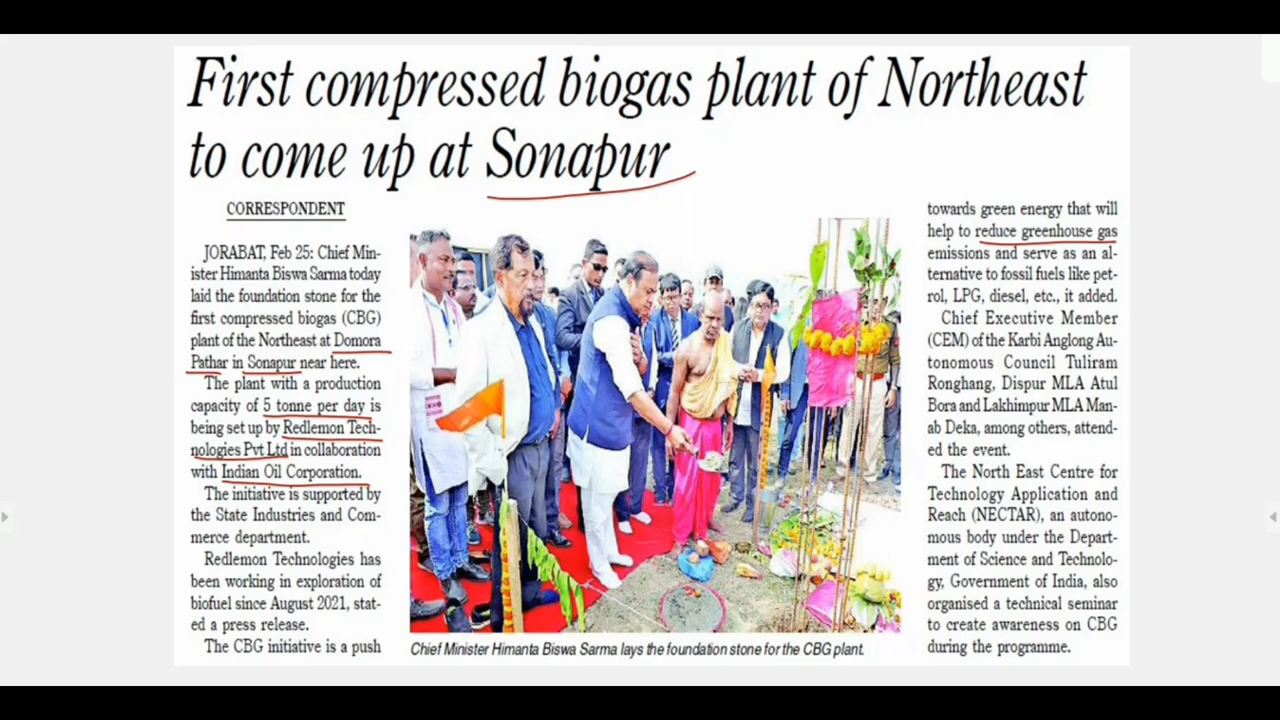 First compressed biogas plant of Northeast
to come up at Sonapur
CORRESPONDENT
JORABAT, Feb 25: Chief Min-
ister Himanta Biswa Sarma today
laid the foundation stone for the
first compressed biogas (CBG)
plant of the Northeast at Domora
Pathar in Sonapur near here.
The plant with a production
capacity of 5 tonne per day is
being set up by Redlemon Tech-
nologies Pvt Ltd in collaboration
with Indian Oil Corporation.
The initiative is supported by
the State Industries and Com-
merce department.
Redlemon Technologies has
been working in exploration of
biofuel since August 2021, stat-
ed a press release.
The CBG initiative is a push
Chief Minister Himanta Biswa Sarma lays the foundation stone for the CBG plant.
towards green energy that will
help to reduce greenhouse gas
emissions and serve as an al-
ternative to fossil fuels like pet-
rol, LPG, diesel, etc., it added.
Chief Executive Member
(CEM) of the Karbi Anglong Au-
tonomous Council Tuliram
Ronghang, Dispur MLA Atul
Bora and Lakhimpur MLA Man-
ab Deka, among others, attend-
ed the event.
The North East Centre for
Technology Application and
Reach (NECTAR), an autono-
mous body under the Depart-
ment of Science and Technolo-
gy, Government of India, also
organised a technical seminar
to create awareness on CBG
during the programme.